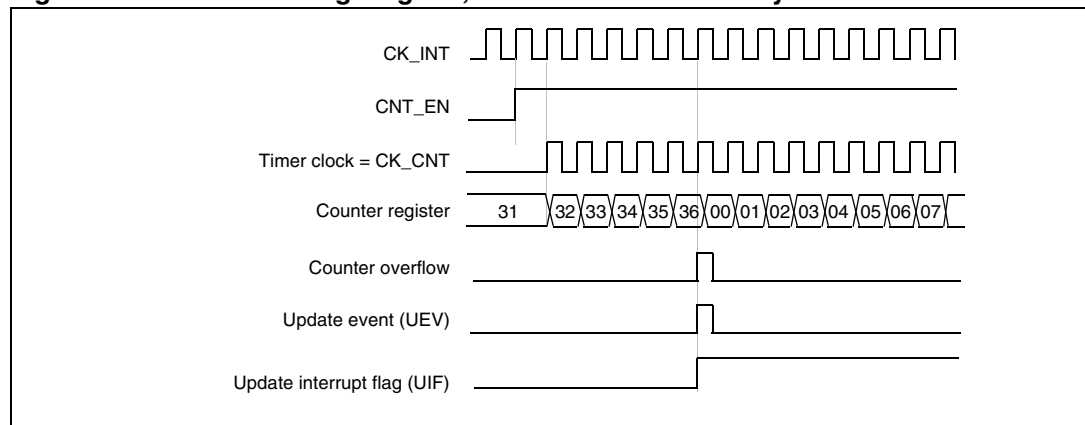 CK_INT
CNT_EN
Timer clock = CK_CNT
Counter register 31 32 33 34 35 36 00 01 02 03 04 05 06 07
Counter overflow
Update event (UEV)
Update interrupt flag (UIF)